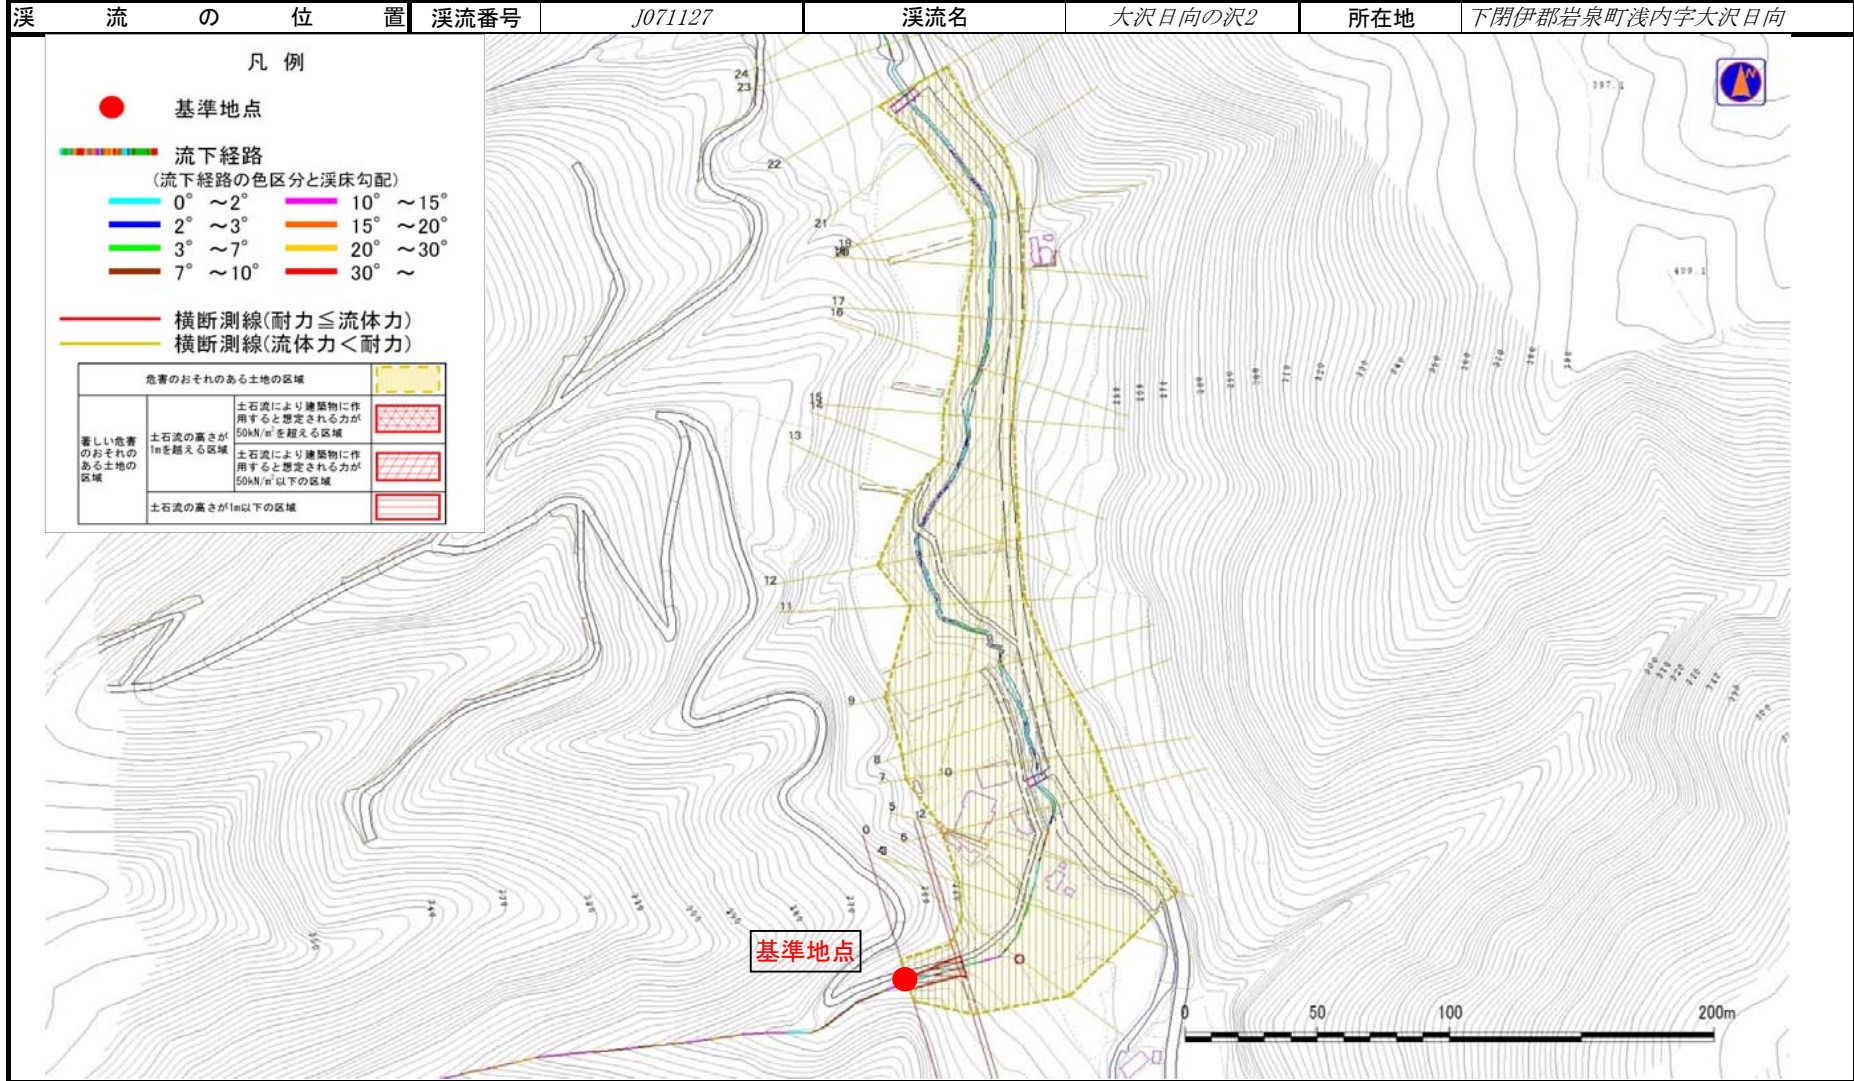 渓流の位置 渓流番号 J071127 渓流名 大沢日向の沢2 所在地 下閉伊郡岩泉町浅内字大沢日向
凡 例
基準地点
流下経路
(流下経路の色区分と渓床勾配)
0° ～2° 10° ～15°
2° ～3° 15° ～20°
3° ～7° 20° ～30°
7° ～10° 30° ～
横断測線(耐力≦流体力)
横断測線(流体力＜耐力)
危害のおそれのある土地の区域
著しい危害
のおそれの
ある土地の
区域
土石流の高さが
1mを超える区域
土石流により建築物に作
用すると想定される力が
50kN/㎡を超える区域
土石流により建築物に作
用すると想定される力が
50kN/㎡以下の区域
土石流の高さが1m以下の区域
24
23
22
21
19
17
16
15
13
12
11
9
8
7
10
5
12
0
6
N
397.1
409.1
基準地点
0 50 100 200m